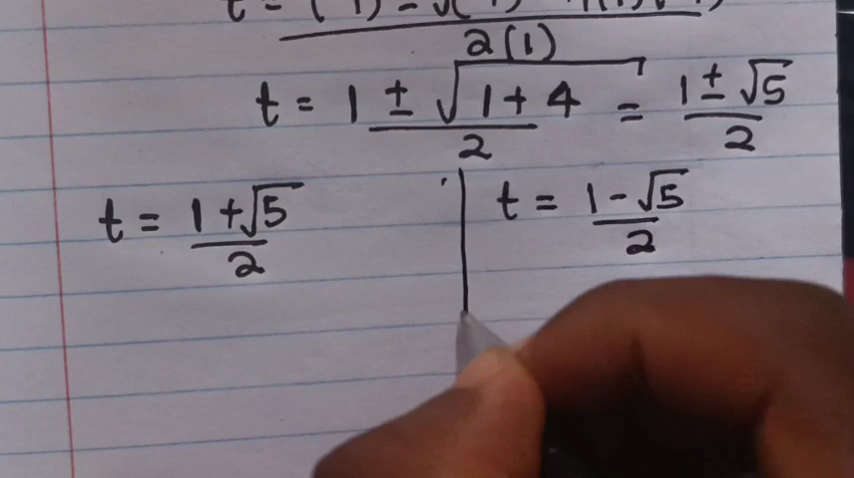 2(1)
t = 1 ± √1+4 / 2 = 1 ± √5 / 2
t = 1 + √5 / 2
t = 1 - √5 / 2